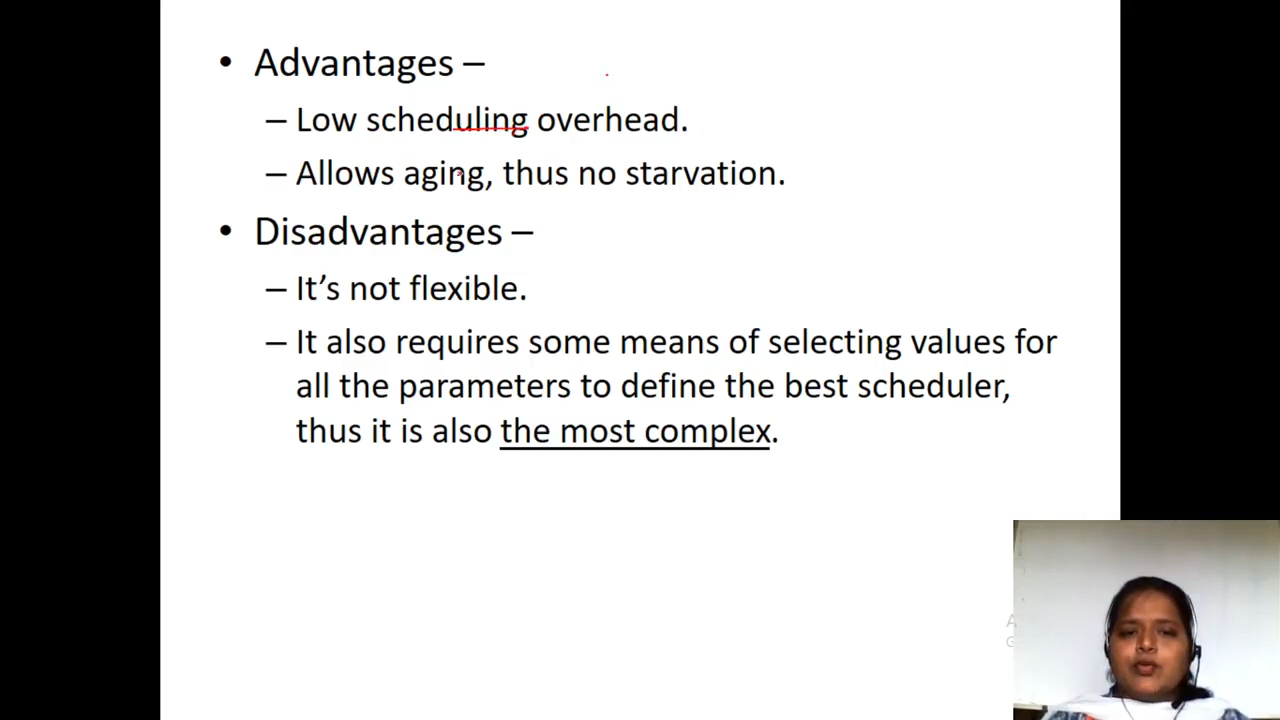 • Advantages –
– Low scheduling overhead.
– Allows aging, thus no starvation.
• Disadvantages –
– It’s not flexible.
– It also requires some means of selecting values for
all the parameters to define the best scheduler,
thus it is also the most complex.